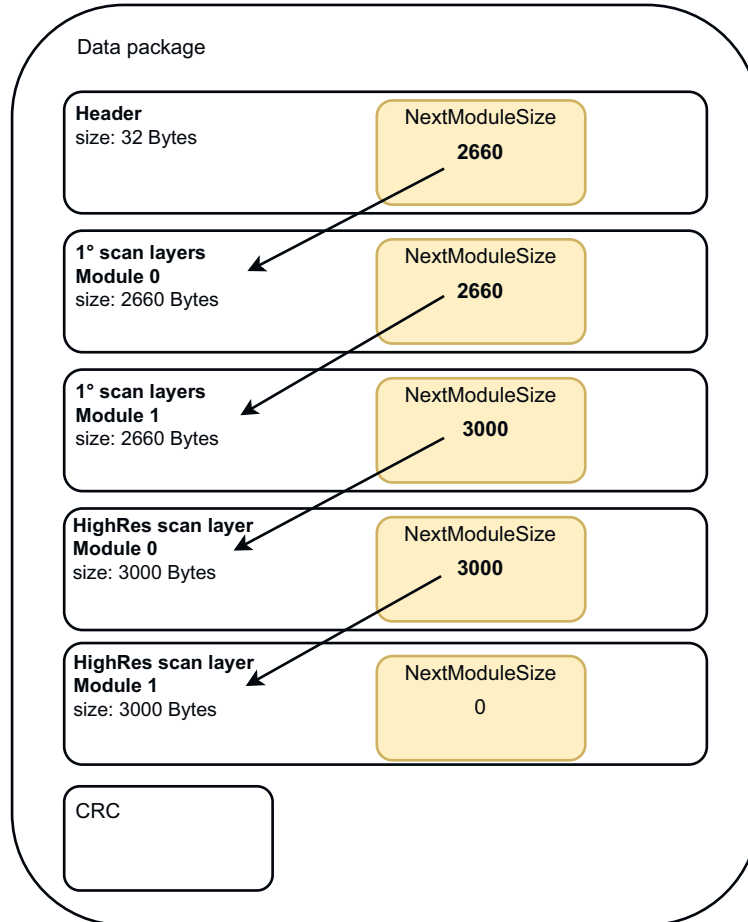 Data package
Header
size: 32 Bytes
NextModuleSize
2660
1° scan layers
Module 0
size: 2660 Bytes
NextModuleSize
2660
1° scan layers
Module 1
size: 2660 Bytes
NextModuleSize
3000
HighRes scan layer
Module 0
size: 3000 Bytes
NextModuleSize
3000
HighRes scan layer
Module 1
size: 3000 Bytes
NextModuleSize
0
CRC